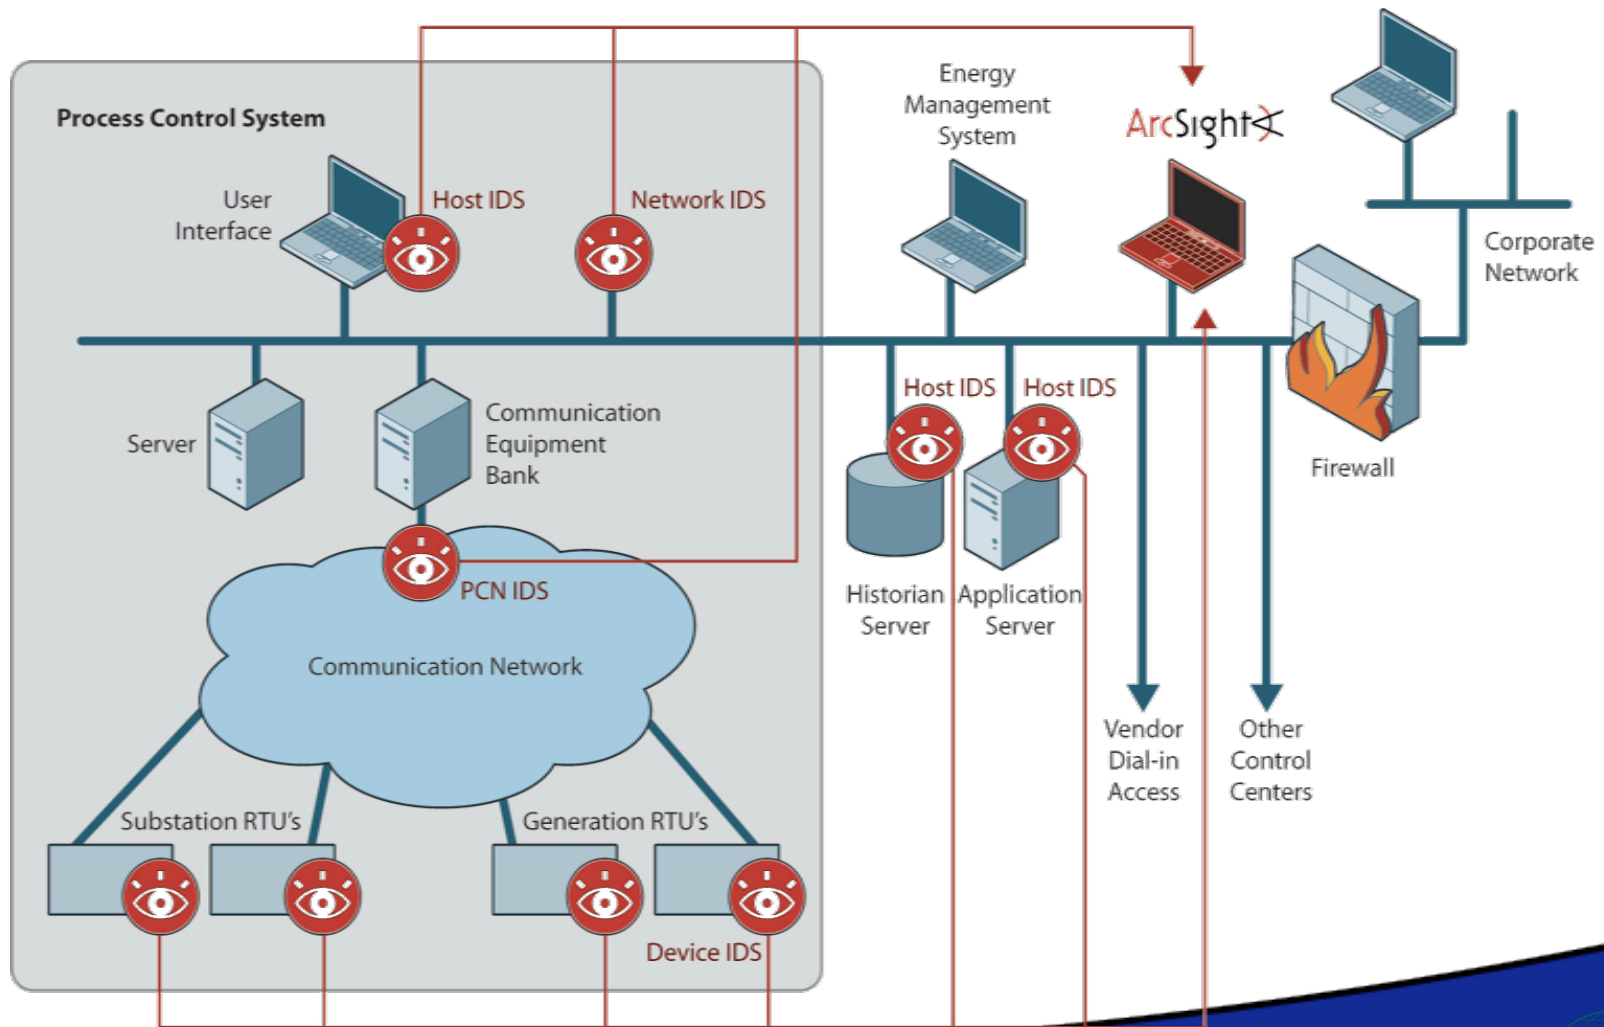 Process Control System
User
Interface
Host IDS
Network IDS
Energy
Management
System
ArcSight
Corporate
Network
Server
Communication
Equipment
Bank
Host IDS
Host IDS
Firewall
PCN IDS
Historian
Server
Application
Server
Communication Network
Vendor
Dial-in
Access
Other
Control
Centers
Substation RTU's
Generation RTU's
Device IDS